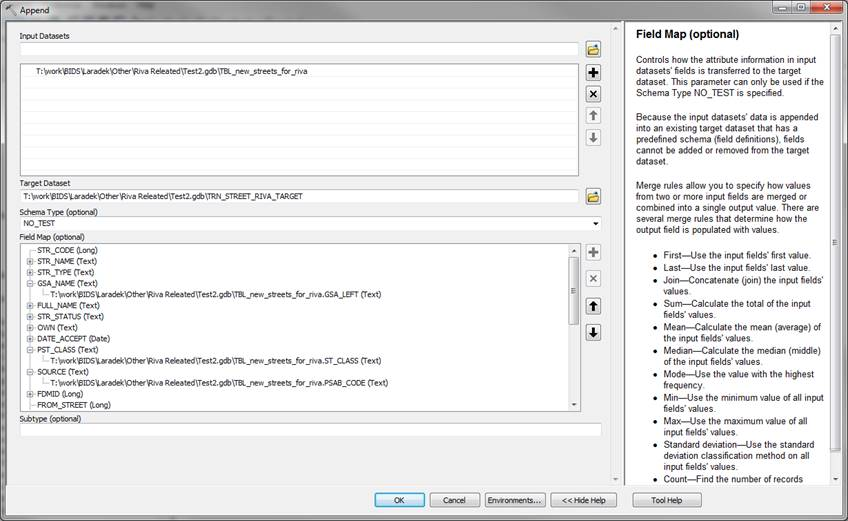 Append
Input Datasets
T:\work\BIDS\Laradek\Other\Riva Releated\Test2.gdb\TBL_new_streets_for_riva
Target Dataset
T:\work\BIDS\Laradek\Other\Riva Releated\Test2.gdb\TRN_STREET_RIVA_TARGET
Schema Type (optional)
NO_TEST
Field Map (optional)
STR_CODE (Long)
STR_NAME (Text)
STR_TYPE (Text)
GSA_NAME (Text)
T:\work\BIDS\Laradek\Other\Riva Releated\Test2.gdb\TBL_new_streets_for_riva.GSA_LEFT (Text)
FULL_NAME (Text)
STR_STATUS (Text)
OWN (Text)
DATE_ACCEPT (Date)
PST_CLASS (Text)
T:\work\BIDS\Laradek\Other\Riva Releated\Test2.gdb\TBL_new_streets_for_riva.ST_CLASS (Text)
SOURCE (Text)
T:\work\BIDS\Laradek\Other\Riva Releated\Test2.gdb\TBL_new_streets_for_riva.PSAB_CODE (Text)
FDMID (Long)
FROM_STREET (Long)
Subtype (optional)
OK
Cancel
Environments...
<< Hide Help
Tool Help
Field Map (optional)
Controls how the attribute information in input
datasets' fields is transferred to the target
dataset. This parameter can only be used if the
Schema Type NO_TEST is specified.
Because the input datasets' data is appended
into an existing target dataset that has a
predefined schema (field definitions), fields
cannot be added or removed from the target
dataset.
Merge rules allow you to specify how values
from two or more input fields are merged or
combined into a single output value. There are
several merge rules that determine how the
output field is populated with values.
• First—Use the input fields' first value.
• Last—Use the input fields' last value.
• Join—Concatenate (join) the input fields'
values.
• Sum—Calculate the total of the input
fields' values.
• Mean—Calculate the mean (average) of
the input fields' values.
• Median—Calculate the median (middle)
of the input fields' values.
• Mode—Use the value with the highest
frequency.
• Min—Use the minimum value of all input
fields' values.
• Max—Use the maximum value of all
input fields' values.
• Standard deviation—Use the standard
deviation classification method on all
input fields' values.
• Count—Find the number of records